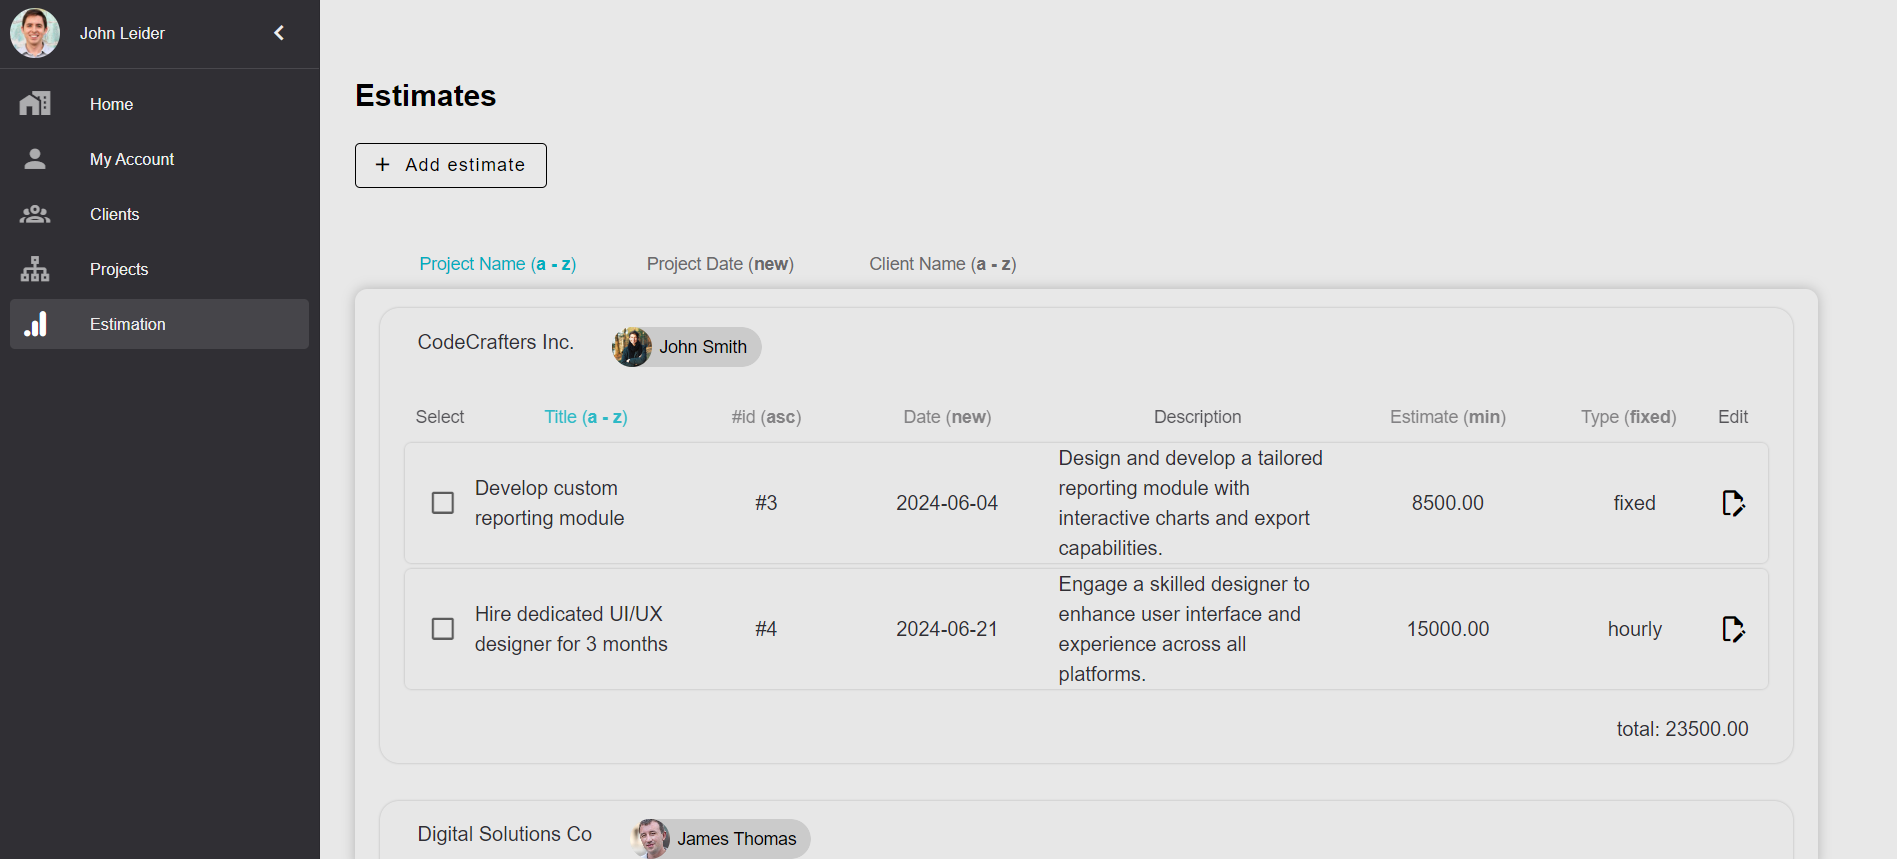 John Leider
Home
My Account
Clients
Projects
Estimation
Estimates
+ Add estimate
Project Name (a - z) Project Date (new) Client Name (a - z)
CodeCrafters Inc. John Smith
Select Title (a - z) #id (asc) Date (new) Description Estimate (min) Type (fixed) Edit
Develop custom
reporting module
#3 2024-06-04
Design and develop a tailored
reporting module with
interactive charts and export
capabilities.
8500.00 fixed
Hire dedicated UI/UX
designer for 3 months
#4 2024-06-21
Engage a skilled designer to
enhance user interface and
experience across all
platforms.
15000.00 hourly
total: 23500.00
Digital Solutions Co James Thomas